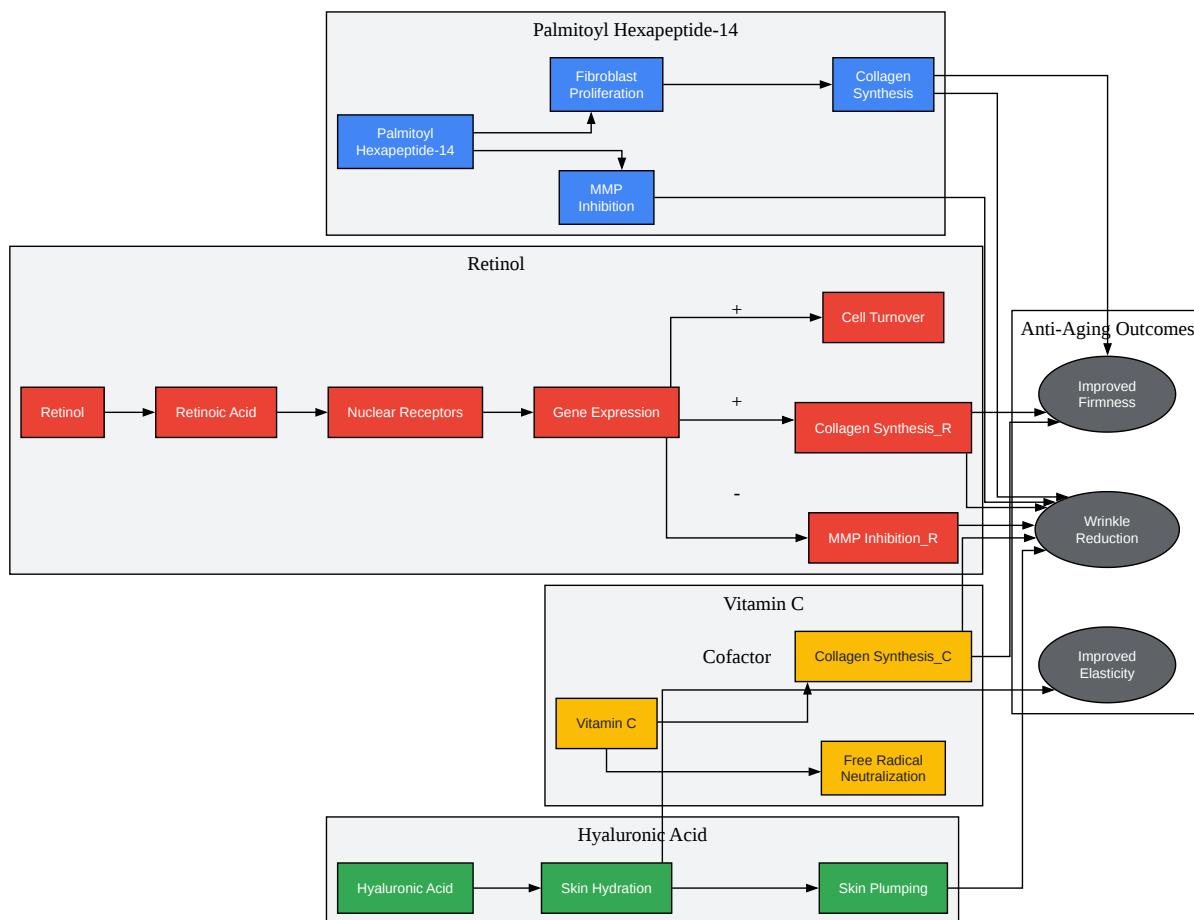 Palmitoyl Hexapeptide-14
Fibroblast
Proliferation
Collagen
Synthesis
Palmitoyl
Hexapeptide-14
MMP
Inhibition
Retinol
+
Cell Turnover
Retinol
Retinoic Acid
Nuclear Receptors
Gene Expression
+
Collagen Synthesis_R
-
MMP Inhibition_R
Anti-Aging Outcomes
Improved
Firmness
Wrinkle
Reduction
Improved
Elasticity
Vitamin C
Cofactor
Collagen Synthesis_C
Vitamin C
Free Radical
Neutralization
Hyaluronic Acid
Hyaluronic Acid
Skin Hydration
Skin Plumping